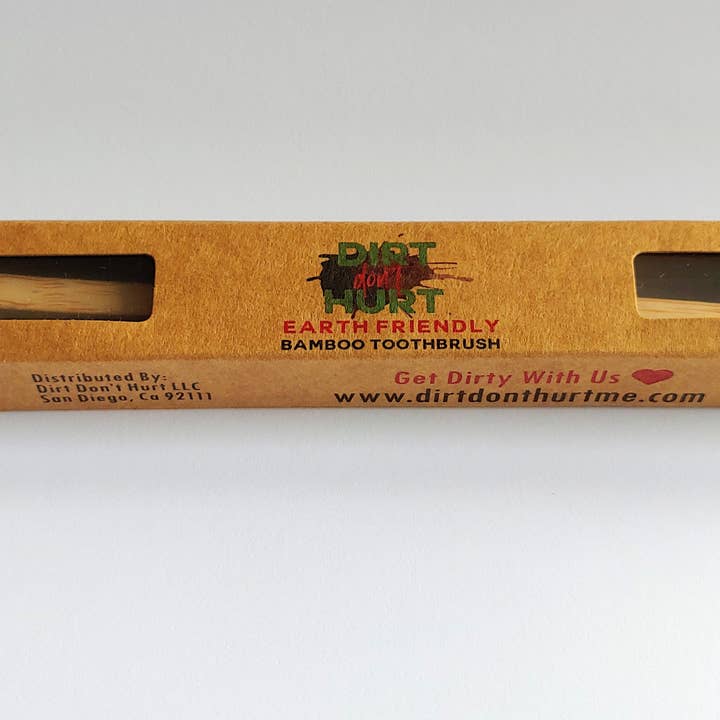 DIRT
don't
HURT
EARTH FRIENDLY
BAMBOO TOOTHBRUSH
Distributed By:
Dirt Don't Hurt LLC
San Diego, Ca 92111
Get Dirty With Us
www.dirtdonthurtme.com